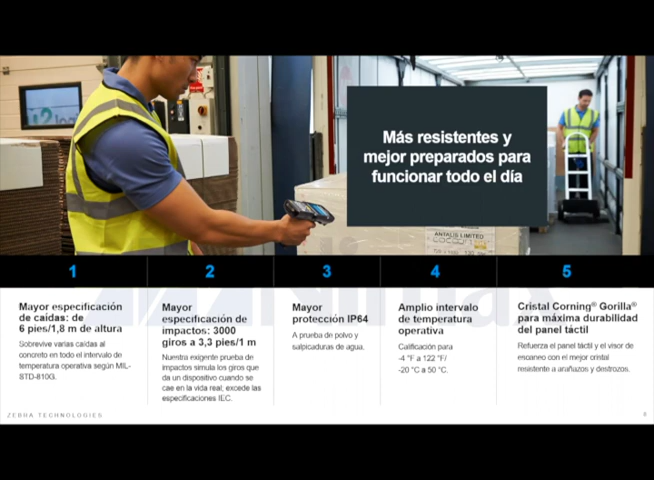 Más resistentes y
mejor preparados para
funcionar todo el día
ANTALIS LIMITED
1
2
3
4
5
Mayor especificación
de caídas: de
6 pies/1,8 m de altura
Sobrevive varias caídas al
concreto en todo el intervalo de
temperatura operativa según MIL-
STD-810G.
Mayor
especificación de
impactos: 3000
giros a 3,3 pies/1 m
Nuestra exigente prueba de
impactos simula los giros que
da un dispositivo cuando se
cae en la vida real; excede las
especificaciones IEC.
Mayor
protección IP64
A prueba de polvo y
salpicaduras de agua.
Amplio intervalo
de temperatura
operativa
Calificación para
-4 °F a 122 °F/
-20 °C a 50 °C.
Cristal Corning® Gorilla®
para máxima durabilidad
del panel táctil
Refuerza el panel táctil y el visor de
escaneo con el mejor cristal
resistente a arañazos y destrozos.
ZEBRA TECHNOLOGIES